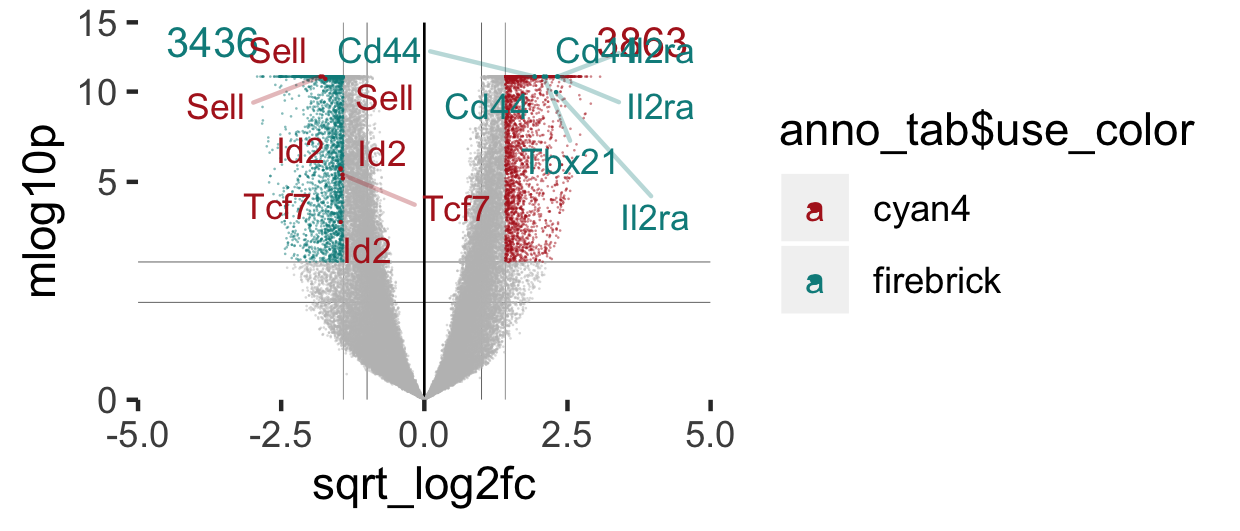 15
3436
Sell
Cd44
Cd44
3863
Il2ra
10
Sell
Sell
Cd44
Il2ra
Id2
Id2
Tbx21
5
Tcf7
Tcf7
Il2ra
Id2
0
-5.0
-2.5
0.0
2.5
5.0
sqrt_log2fc
mlog10p
anno_tab$use_color
a cyan4
a firebrick